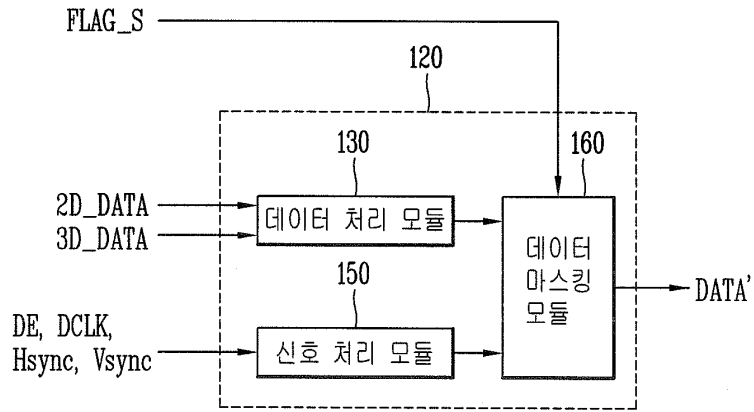 FLAG_S
120
130
160
2D_DATA
3D_DATA
데이터 처리 모듈
데이터
마스킹
모듈
DATA'
150
DE, DCLK,
Hsync, Vsync
신호 처리 모듈